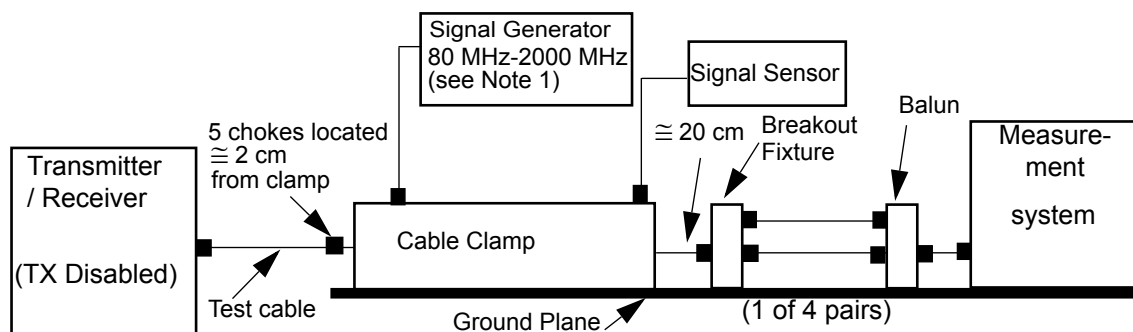 Signal Generator
80 MHz-2000 MHz
(see Note 1)
Signal Sensor
Balun
5 chokes located
≅ 2 cm
from clamp
≅ 20 cm
Breakout
Fixture
Measure-
ment
system
Transmitter
/ Receiver
(TX Disabled)
Cable Clamp
Test cable
Ground Plane
(1 of 4 pairs)